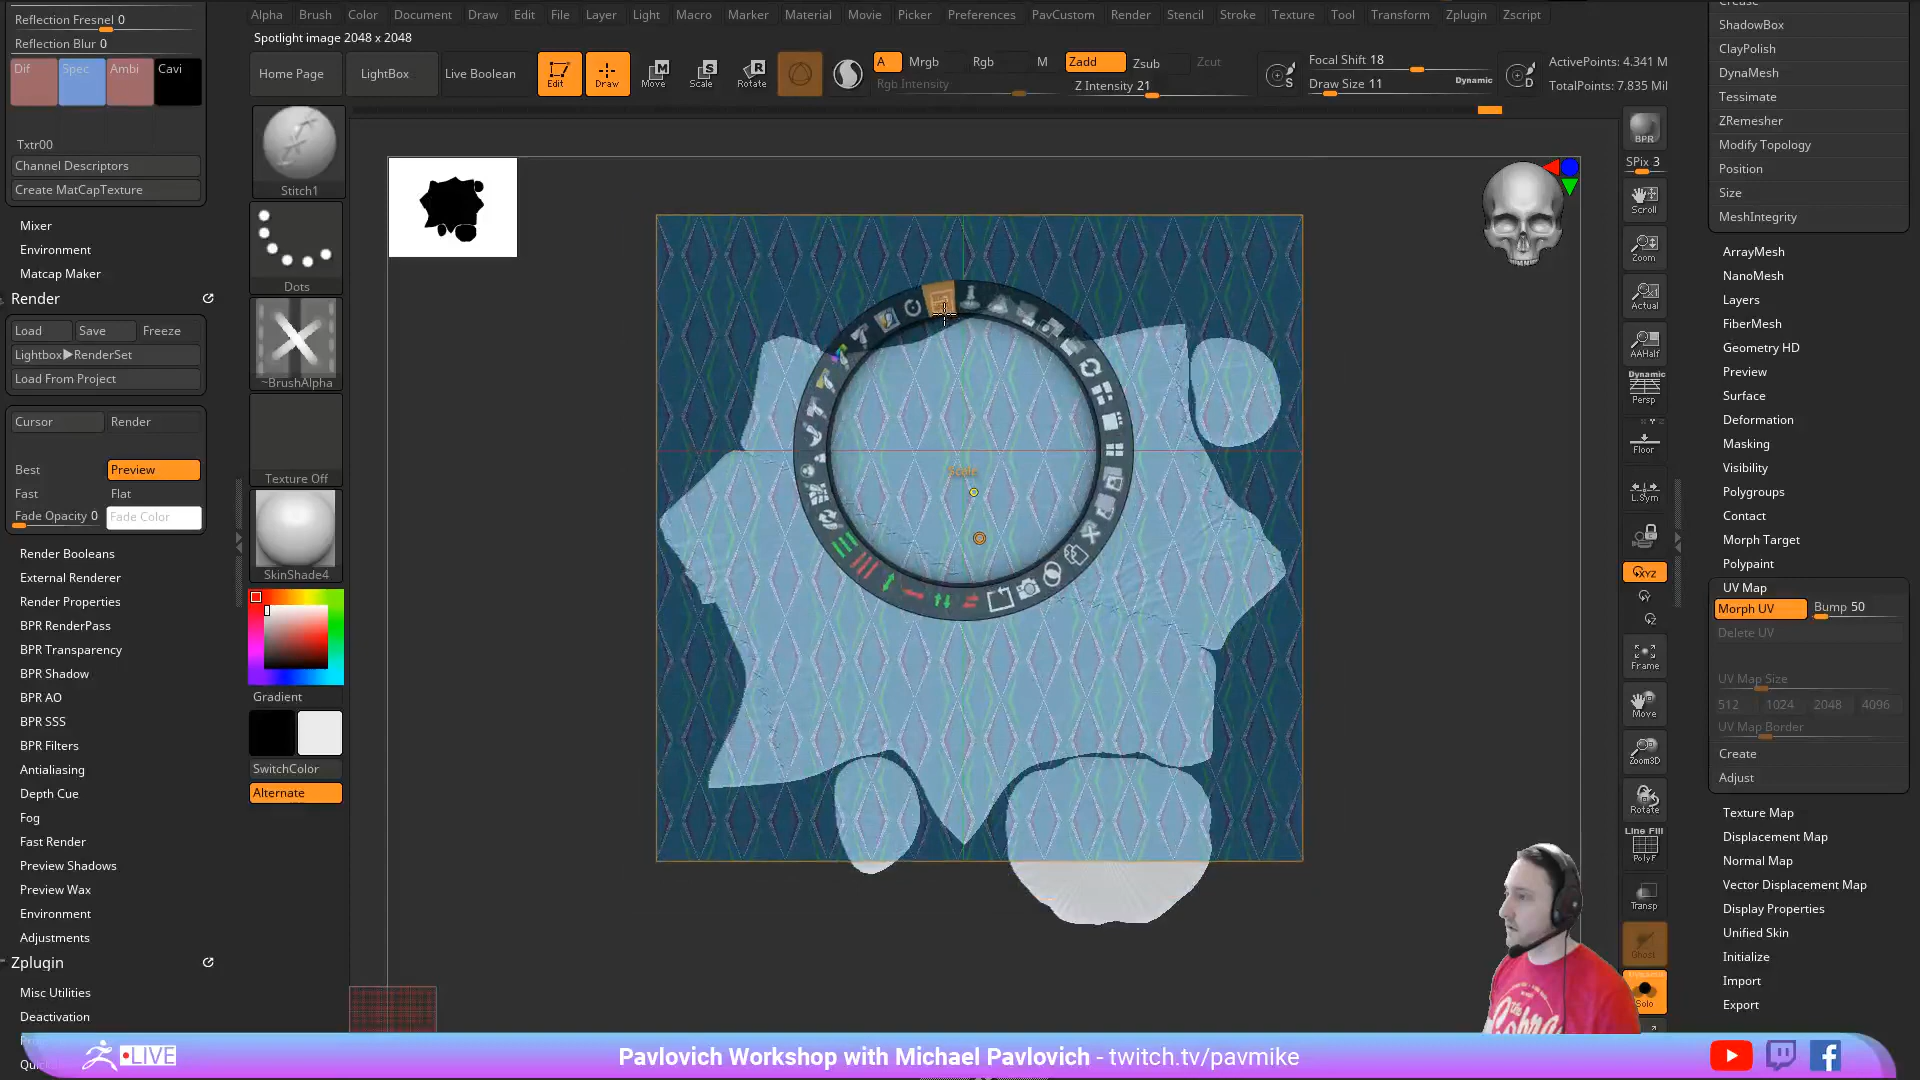 Alpha Brush Color Document Draw Edit File Layer Light Macro Marker Material Movie Picker Preferences PavCustom Render Stencil Stroke Texture Tool Transform Zplugin Zscript
Spotlight image 2048 x 2048
Home Page LightBox Live Boolean Edit Draw Move Scale Rotate
A Mrgb Rgb M Zadd Zsub Zcut
Rgb Intensity Z Intensity 21
Focal Shift 18
Draw Size 11 Dynamic
ActivePoints: 4.341 M
TotalPoints: 7.835 Mil
Reflection Fresnel 0
Reflection Blur 0
Dif Spec Ambi Cavi
Txtr00
Channel Descriptors
Create MatCapTexture
Mixer
Environment
Matcap Maker
Render
Load Save Freeze
Lightbox▶RenderSet
Load From Project
Cursor Render
Best Preview
Fast Flat
Fade Opacity 0 Fade Color
Render Booleans
External Renderer
Render Properties
BPR RenderPass
BPR Transparency
BPR Shadow
BPR AO
BPR SSS
BPR Filters
Antialiasing
Depth Cue
Fog
Fast Render
Preview Shadows
Preview Wax
Environment
Adjustments
Zplugin
Misc Utilities
Deactivation
Stitch1
Dots
~BrushAlpha
Texture Off
SkinShade4
Gradient
SwitchColor
Alternate
Scale
BPR
SPix 3
Scroll
Zoom
Actual
AAHalf
Dynamic
Persp
Floor
L.Sym
XYZ
Frame
Move
Zoom3D
Rotate
Line Fill
PolyF
Transp
Ghost
Solo
ShadowBox
ClayPolish
DynaMesh
Tessimate
ZRemesher
Modify Topology
Position
Size
MeshIntegrity
ArrayMesh
NanoMesh
Layers
FiberMesh
Geometry HD
Preview
Surface
Deformation
Masking
Visibility
Polygroups
Contact
Morph Target
Polypaint
UV Map
Morph UV Bump 50
Delete UV
UV Map Size
512 1024 2048 4096
UV Map Border
Create
Adjust
Texture Map
Displacement Map
Normal Map
Vector Displacement Map
Display Properties
Unified Skin
Initialize
Import
Export
LIVE
Pavlovich Workshop with Michael Pavlovich - twitch.tv/pavmike